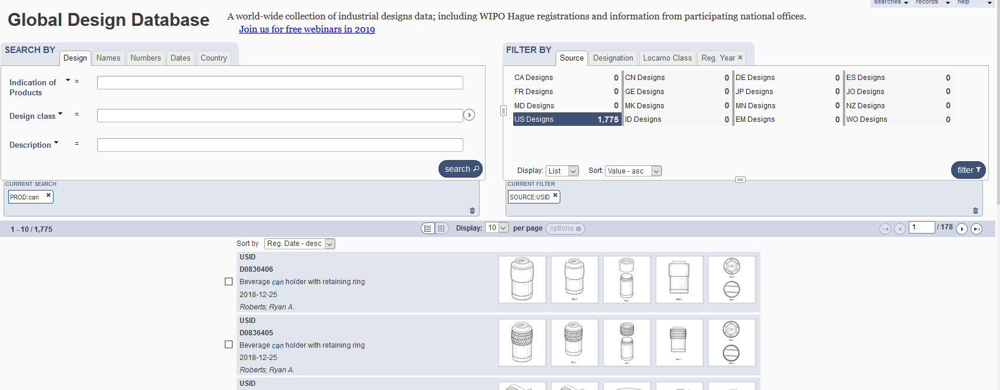 searches records help
Global Design Database
A world-wide collection of industrial designs data; including WIPO Hague registrations and information from participating national offices.
Join us for free webinars in 2019
SEARCH BY
Design Names Numbers Dates Country
Indication of Products =
Design class =
Description =
search
CURRENT SEARCH
PROD:can
FILTER BY
Source Designation Locarno Class Reg. Year
CA Designs 0 CN Designs 0 DE Designs 0 ES Designs 0
FR Designs 0 GE Designs 0 JP Designs 0 JO Designs 0
MD Designs 0 MK Designs 0 MN Designs 0 NZ Designs 0
US Designs 1,775 ID Designs 0 EM Designs 0 WO Designs 0
Display: List Sort: Value - asc
filter
CURRENT FILTER
SOURCE:USID
1 - 10 / 1,775 Display: 10 per page options 1 / 178
Sort by Reg. Date - desc
USID
D0836406
Beverage can holder with retaining ring
2018-12-25
Roberts; Ryan A.
USID
D0836405
Beverage can holder with retaining ring
2018-12-25
Roberts; Ryan A.
USID